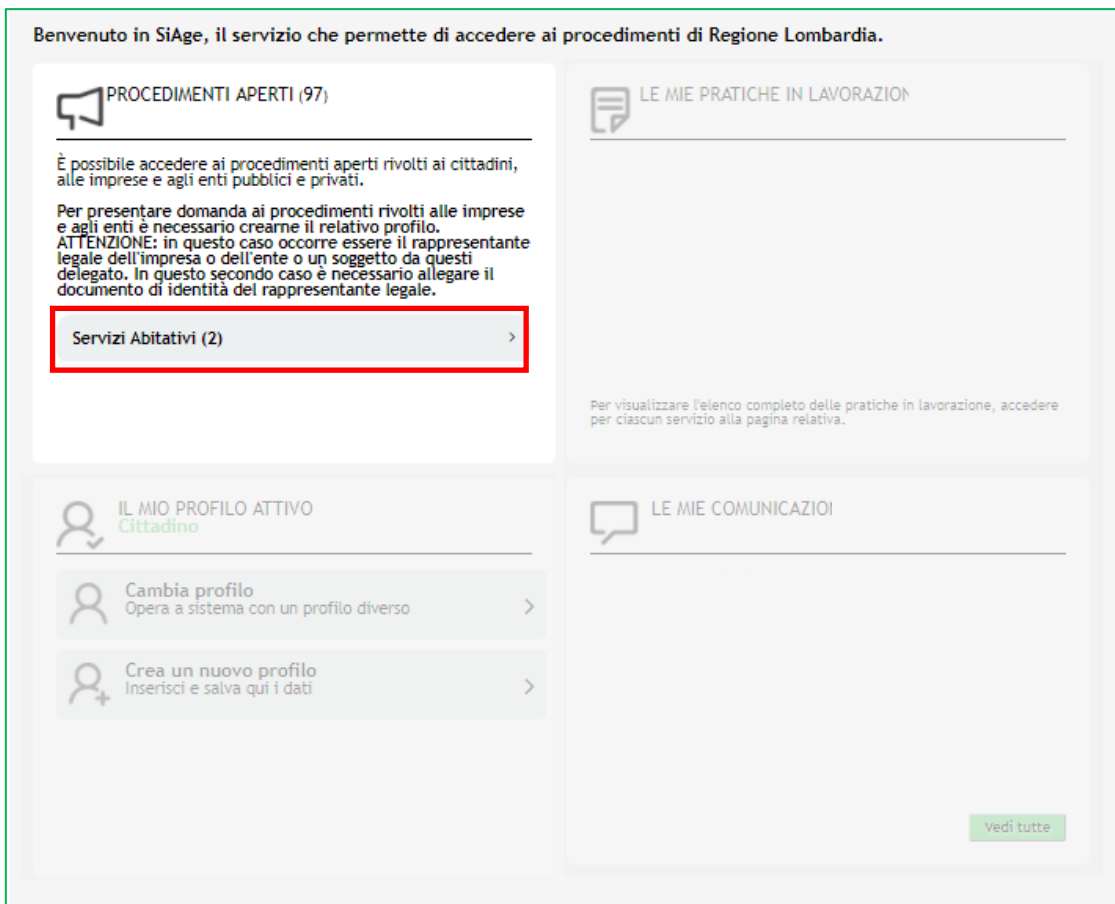 Benvenuto in SiAge, il servizio che permette di accedere ai procedimenti di Regione Lombardia.
PROCEDIMENTI APERTI (97)
È possibile accedere ai procedimenti aperti rivolti ai cittadini,
alle imprese e agli enti pubblici e privati.
Per presentare domanda ai procedimenti rivolti alle imprese
e agli enti è necessario crearne il relativo profilo.
ATTENZIONE: in questo caso occorre essere il rappresentante
legale dell'impresa o dell'ente o un soggetto da questi
delegato. In questo secondo caso è necessario allegare il
documento di identità del rappresentante legale.
Servizi Abitativi (2)
LE MIE PRATICHE IN LAVORAZION
Per visualizzare l'elenco completo delle pratiche in lavorazione, accedere
per ciascun servizio alla pagina relativa.
IL MIO PROFILO ATTIVO
Cittadino
Cambia profilo
Opera a sistema con un profilo diverso
Crea un nuovo profilo
Inserisci e salva qui i dati
LE MIE COMUNICAZIO
Vedi tutte